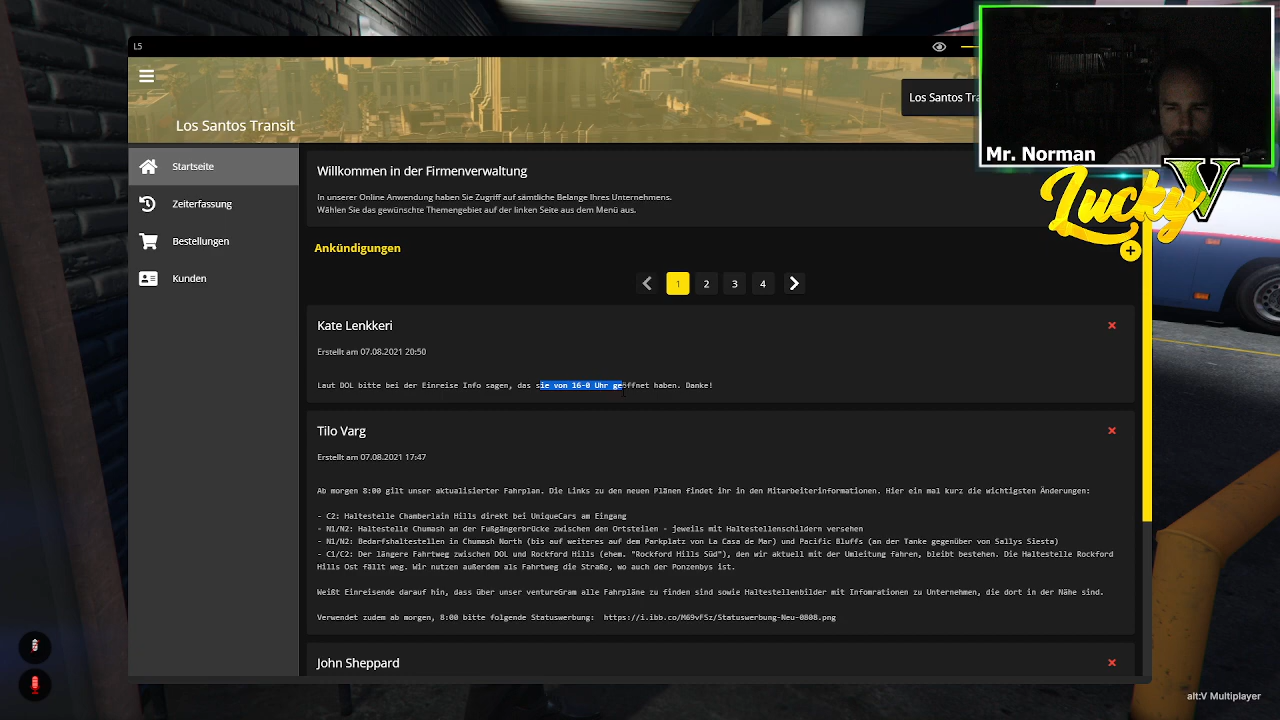 L5
Los Santos Transit
Los Santos Tra
Mr. Norman
LuckyV
Startseite
Zeiterfassung
Bestellungen
Kunden
Willkommen in der Firmenverwaltung
In unserer Online Anwendung haben Sie Zugriff auf sämtliche Belange Ihres Unternehmens.
Wählen Sie das gewünschte Themengebiet auf der linken Seite aus dem Menü aus.
Ankündigungen
1 2 3 4
Kate Lenkkeri
Erstellt am 07.08.2021 20:50
Laut DOL bitte bei der Einreise Info sagen, das sie von 16-0 Uhr geöffnet haben. Danke!
Tilo Varg
Erstellt am 07.08.2021 17:47
Ab morgen 8:00 gilt unser aktualisierter Fahrplan. Die Links zu den neuen Plänen findet ihr in den Mitarbeiterinformationen. Hier ein mal kurz die wichtigsten Änderungen:
- C2: Haltestelle Chamberlain Hills direkt bei UniqueCars am Eingang
- N1/N2: Haltestelle Chumash an der Fußgängerbrücke zwischen den Ortsteilen - jeweils mit Haltestellenschildern versehen
- N1/N2: Bedarfshaltestellen in Chumash North (bis auf weiteres auf dem Parkplatz von La Casa de Mar) und Pacific Bluffs (an der Tanke gegenüber von Sallys Siesta)
- C1/C2: Der längere Fahrtweg zwischen DOL und Rockford Hills (ehem. "Rockford Hills Süd"), den wir aktuell mit der Umleitung fahren, bleibt bestehen. Die Haltestelle Rockford
Hills Ost fällt weg. Wir nutzen außerdem als Fahrtweg die Straße, wo auch der Ponzenbys ist.
Weißt Einreisende darauf hin, dass über unser ventureGram alle Fahrpläne zu finden sind sowie Haltestellenbilder mit Infomrationen zu Unternehmen, die dort in der Nähe sind.
Verwendet zudem ab morgen, 8:00 bitte folgende Statuswerbung: https://i.ibb.co/M69vFSz/Statuswerbung-Neu-0808.png
John Sheppard
alt:V Multiplayer